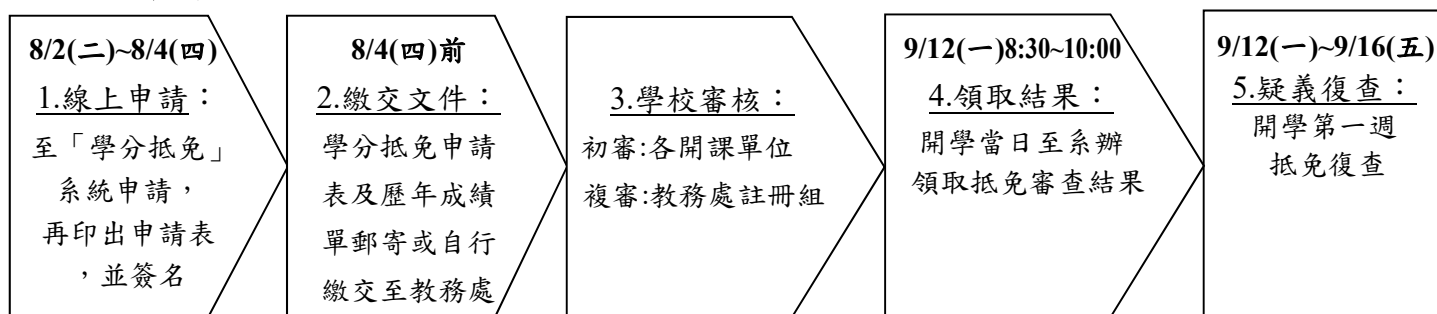 8/2(二)~8/4(四)
1.線上申請：
至「學分抵免」
系統申請，
再印出申請表
，並簽名
8/4(四)前
2.繳交文件：
學分抵免申請
表及歷年成績
單郵寄或自行
繳交至教務處
3.學校審核：
初審:各開課單位
複審:教務處註冊組
9/12(一)8:30~10:00
4.領取結果：
開學當日至系辦
領取抵免審查結果
9/12(一)~9/16(五)
5.疑義復查：
開學第一週
抵免復查